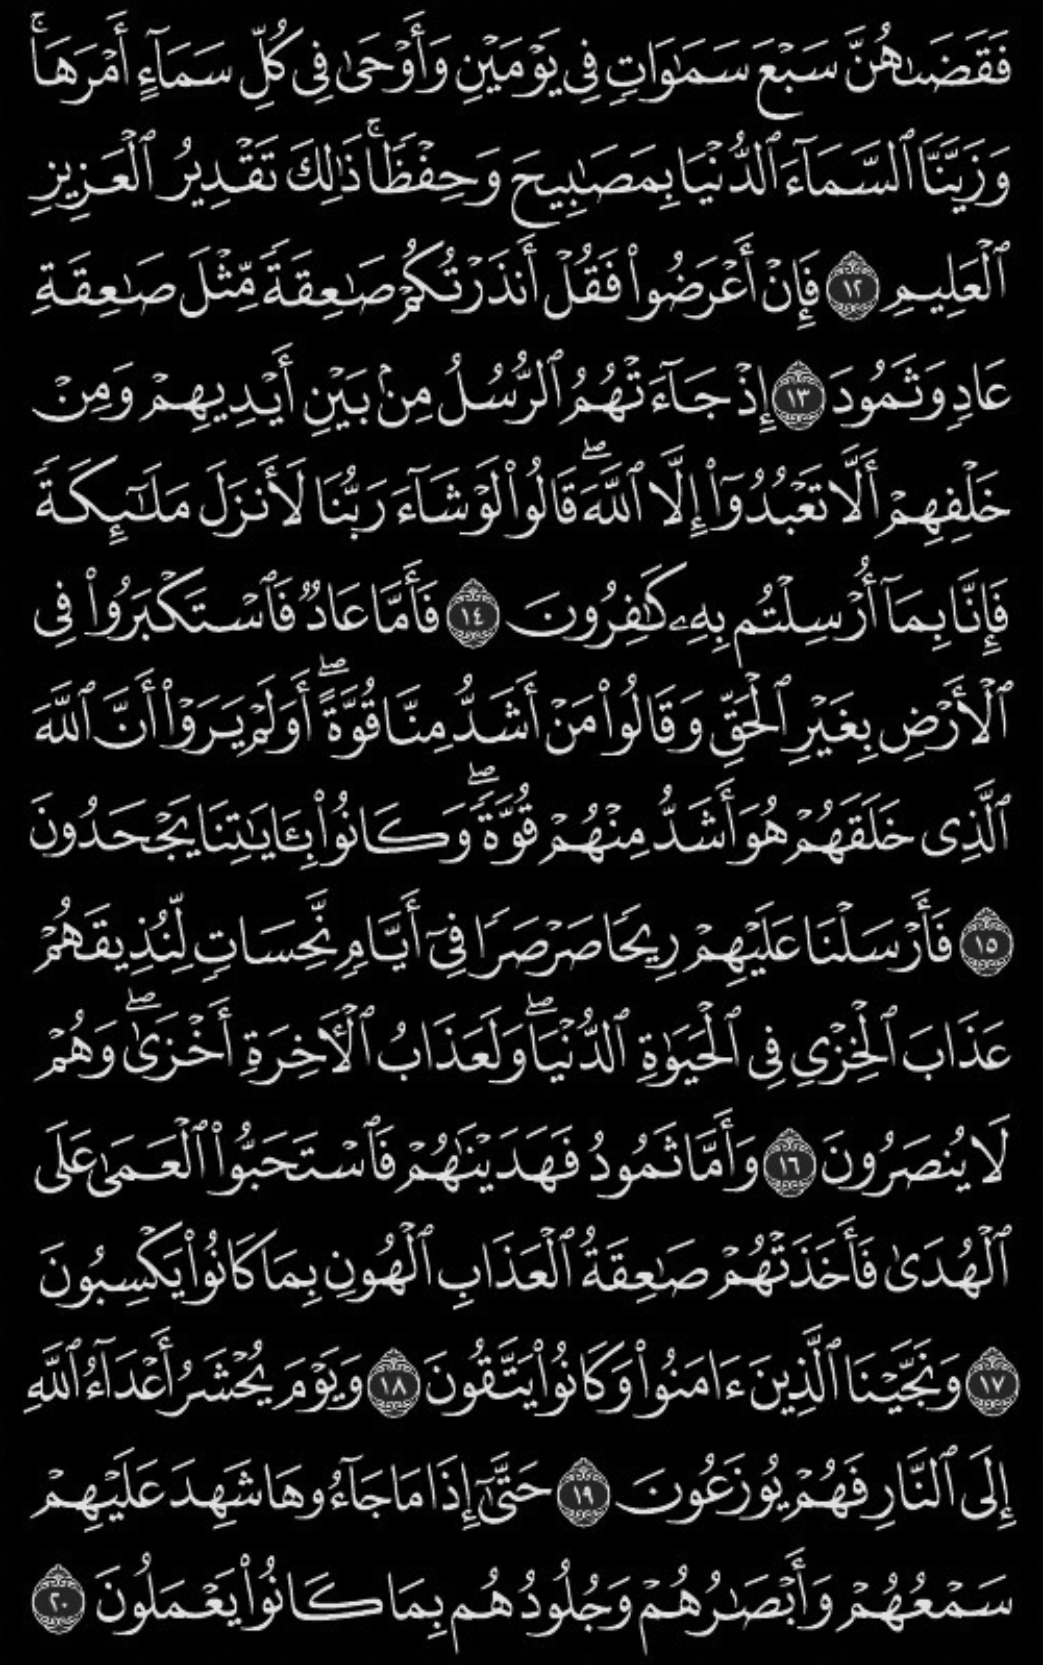 فَقَضَىٰهُنَّ سَبۡعَ سَمَٰوَاتٖ فِي يَوۡمَيۡنِ وَأَوۡحَىٰ فِي كُلِّ سَمَآءٍ أَمۡرَهَاۚ
وَزَيَّنَّا ٱلسَّمَآءَ ٱلدُّنۡيَا بِمَصَٰبِيحَ وَحِفۡظٗاۚ ذَٰلِكَ تَقۡدِيرُ ٱلۡعَزِيزِ
ٱلۡعَلِيمِ ١٢ فَإِنۡ أَعۡرَضُواْ فَقُلۡ أَنذَرۡتُكُمۡ صَٰعِقَةٗ مِّثۡلَ صَٰعِقَةِ
عَادٖ وَثَمُودَ ١٣ إِذۡ جَآءَتۡهُمُ ٱلرُّسُلُ مِنۢ بَيۡنِ أَيۡدِيهِمۡ وَمِنۡ
خَلۡفِهِمۡ أَلَّا تَعۡبُدُوٓاْ إِلَّا ٱللَّهَۖ قَالُواْ لَوۡ شَآءَ رَبُّنَا لَأَنزَلَ مَلَٰٓئِكَةٗ
فَإِنَّا بِمَآ أُرۡسِلۡتُم بِهِۦ كَٰفِرُونَ ١٤ فَأَمَّا عَادٞ فَٱسۡتَكۡبَرُواْ فِي
ٱلۡأَرۡضِ بِغَيۡرِ ٱلۡحَقِّ وَقَالُواْ مَنۡ أَشَدُّ مِنَّا قُوَّةًۖ أَوَلَمۡ يَرَوۡاْ أَنَّ ٱللَّهَ
ٱلَّذِي خَلَقَهُمۡ هُوَ أَشَدُّ مِنۡهُمۡ قُوَّةٗۖ وَكَانُواْ بِـَٔايَٰتِنَا يَجۡحَدُونَ
١٥ فَأَرۡسَلۡنَا عَلَيۡهِمۡ رِيحٗا صَرۡصَرٗا فِيٓ أَيَّامٖ نَّحِسَاتٖ لِّنُذِيقَهُمۡ
عَذَابَ ٱلۡخِزۡيِ فِي ٱلۡحَيَوٰةِ ٱلدُّنۡيَاۖ وَلَعَذَابُ ٱلۡأٓخِرَةِ أَخۡزَىٰۖ وَهُمۡ
لَا يُنصَرُونَ ١٦ وَأَمَّا ثَمُودُ فَهَدَيۡنَٰهُمۡ فَٱسۡتَحَبُّواْ ٱلۡعَمَىٰ عَلَى
ٱلۡهُدَىٰ فَأَخَذَتۡهُمۡ صَٰعِقَةُ ٱلۡعَذَابِ ٱلۡهُونِ بِمَا كَانُواْ يَكۡسِبُونَ
١٧ وَنَجَّيۡنَا ٱلَّذِينَ ءَامَنُواْ وَكَانُواْ يَتَّقُونَ ١٨ وَيَوۡمَ يُحۡشَرُ أَعۡدَآءُ ٱللَّهِ
إِلَى ٱلنَّارِ فَهُمۡ يُوزَعُونَ ١٩ حَتَّىٰٓ إِذَا مَا جَآءُوهَا شَهِدَ عَلَيۡهِمۡ
سَمۡعُهُمۡ وَأَبۡصَٰرُهُمۡ وَجُلُودُهُم بِمَا كَانُواْ يَعۡمَلُونَ ٢٠